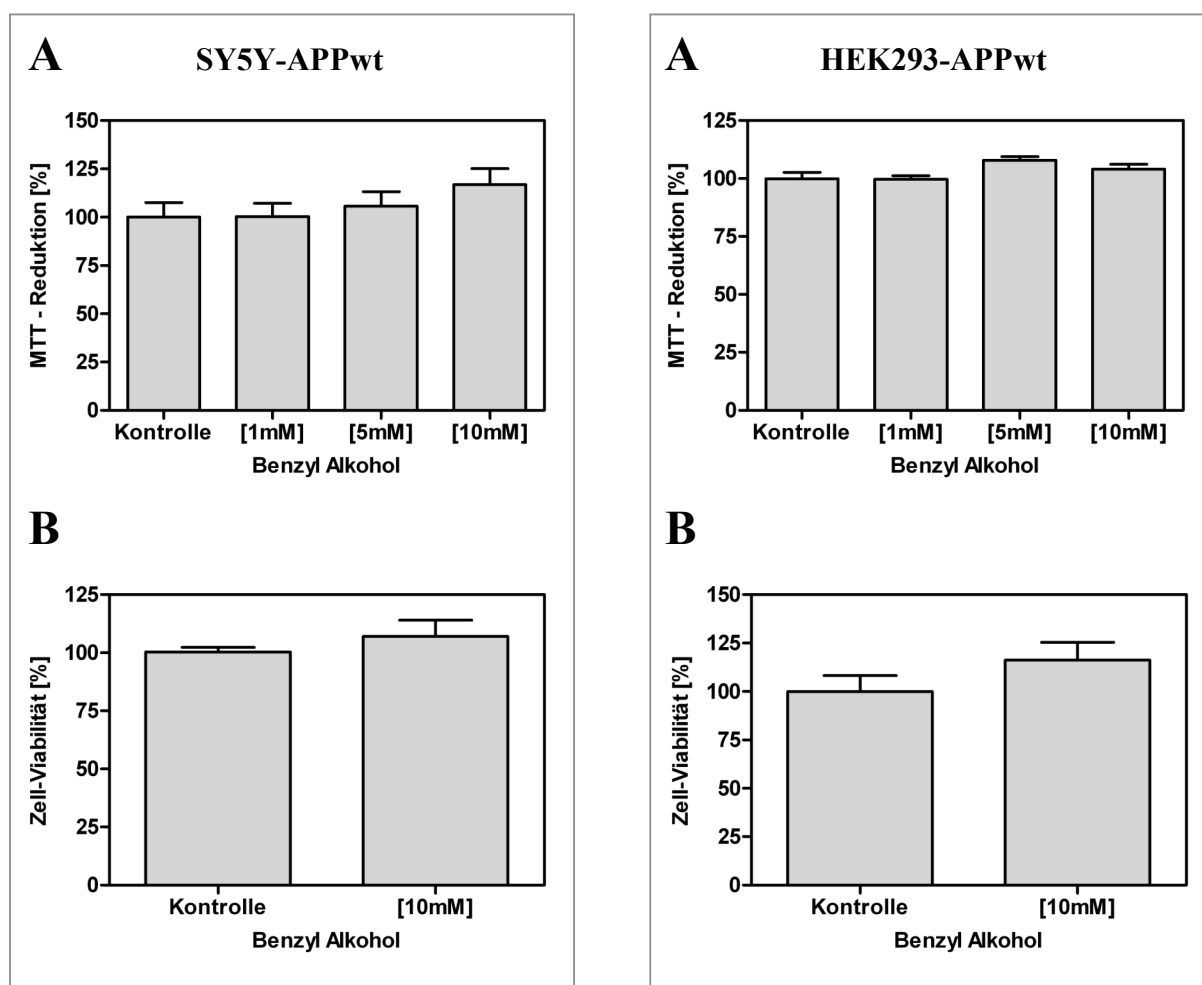 A SY5Y-APPwt
MTT - Reduktion [%]
150
125
100
75
50
25
0
Kontrolle [1mM] [5mM] [10mM]
Benzyl Alkohol
B
Zell-Viabilität [%]
125
100
75
50
25
0
Kontrolle [10mM]
Benzyl Alkohol
A HEK293-APPwt
MTT - Reduktion [%]
125
100
75
50
25
0
Kontrolle [1mM] [5mM] [10mM]
Benzyl Alkohol
B
Zell-Viabilität [%]
150
125
100
75
50
25
0
Kontrolle [10mM]
Benzyl Alkohol